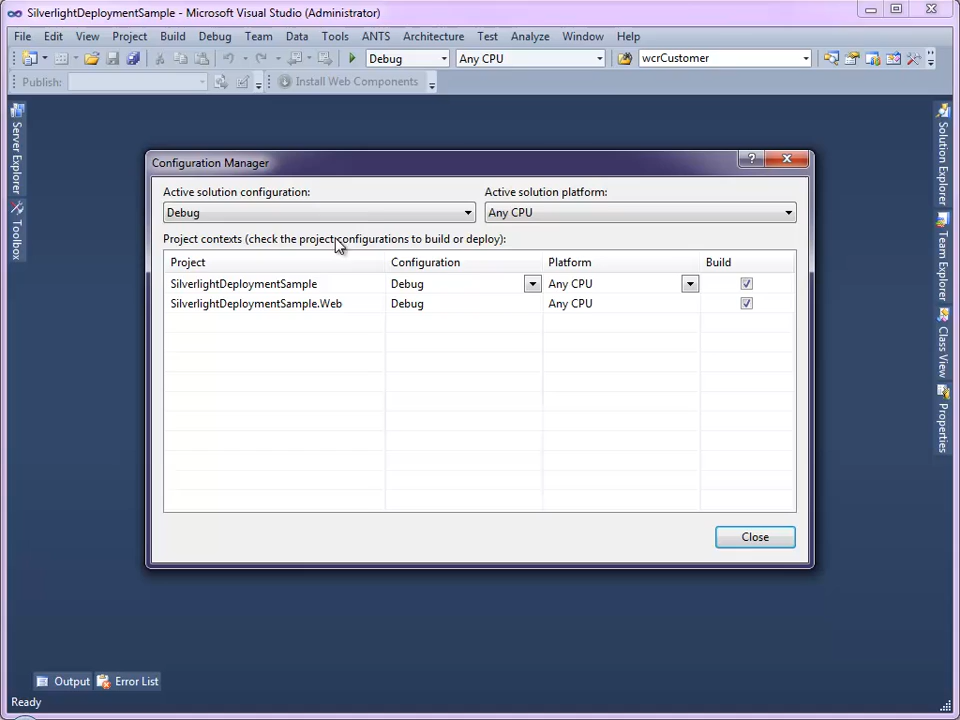 SilverlightDeploymentSample - Microsoft Visual Studio (Administrator)
File Edit View Project Build Debug Team Data Tools ANTS Architecture Test Analyze Window Help
Debug Any CPU wcrCustomer
Publish: Install Web Components
Server Explorer
Toolbox
Solution Explorer
Team Explorer
Class View
Properties
Configuration Manager
Active solution configuration: Active solution platform:
Debug Any CPU
Project contexts (check the project configurations to build or deploy):
Project Configuration Platform Build
SilverlightDeploymentSample Debug Any CPU
SilverlightDeploymentSample.Web Debug Any CPU
Close
Output Error List
Ready